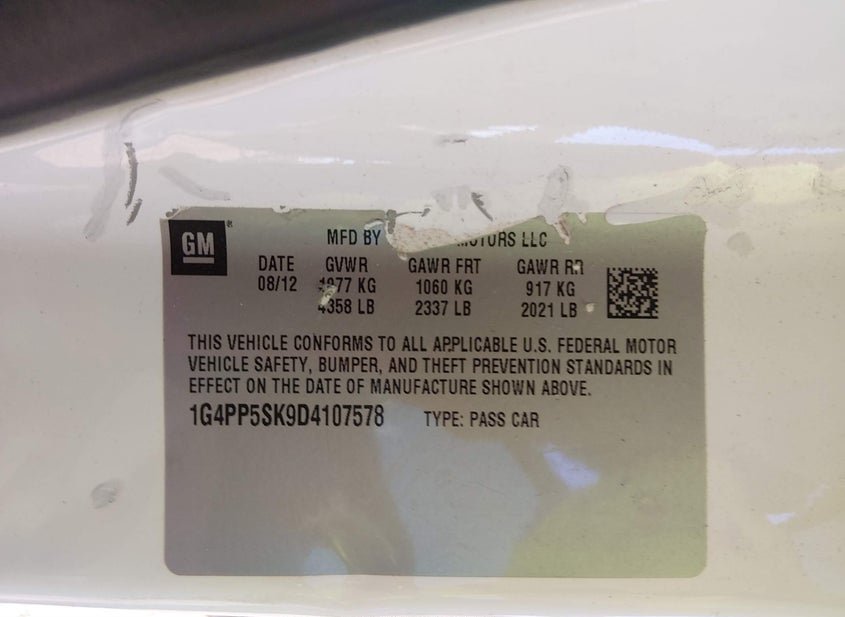 GM
MFD BY MOTORS LLC
DATE GVWR GAWR FRT GAWR RR
08/12 1977 KG 1060 KG 917 KG
4358 LB 2337 LB 2021 LB
THIS VEHICLE CONFORMS TO ALL APPLICABLE U.S. FEDERAL MOTOR
VEHICLE SAFETY, BUMPER, AND THEFT PREVENTION STANDARDS IN
EFFECT ON THE DATE OF MANUFACTURE SHOWN ABOVE.
1G4PP5SK9D4107578 TYPE: PASS CAR